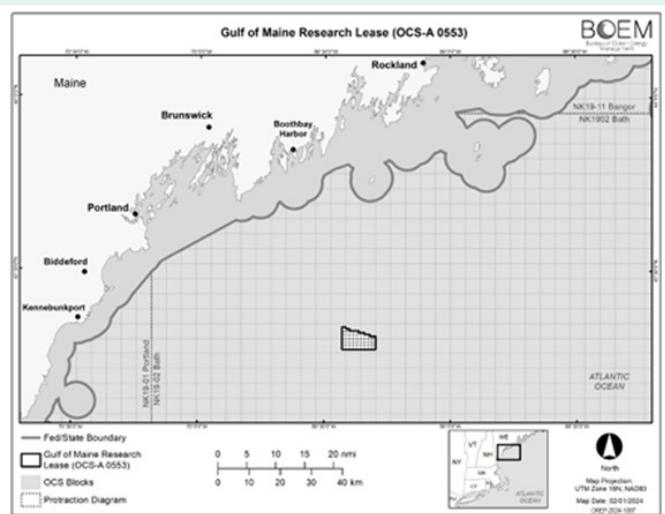 Gulf of Maine Research Lease (OCS-A 0553)
BOEM
Bureau of Ocean Energy
Management
Maine
Rockland
NK19-11 Bangor
NK1902 Bath
Brunswick
Boothbay
Harbor
Portland
Biddeford
Kennebunkport
NK19-01 Portland
NK19-02 Bath
ATLANTIC
OCEAN
Fed/State Boundary
Gulf of Maine Research
Lease (OCS-A 0553)
OCS Blocks
Protraction Diagram
0 5 10 15 20 nmi
0 10 20 30 40 km
NY
VT
NH
ME
MA
CT
ATLANTIC
OCEAN
North
Map Projection:
UTM Zone 19N, NAD83
Map Date: 02/01/2024